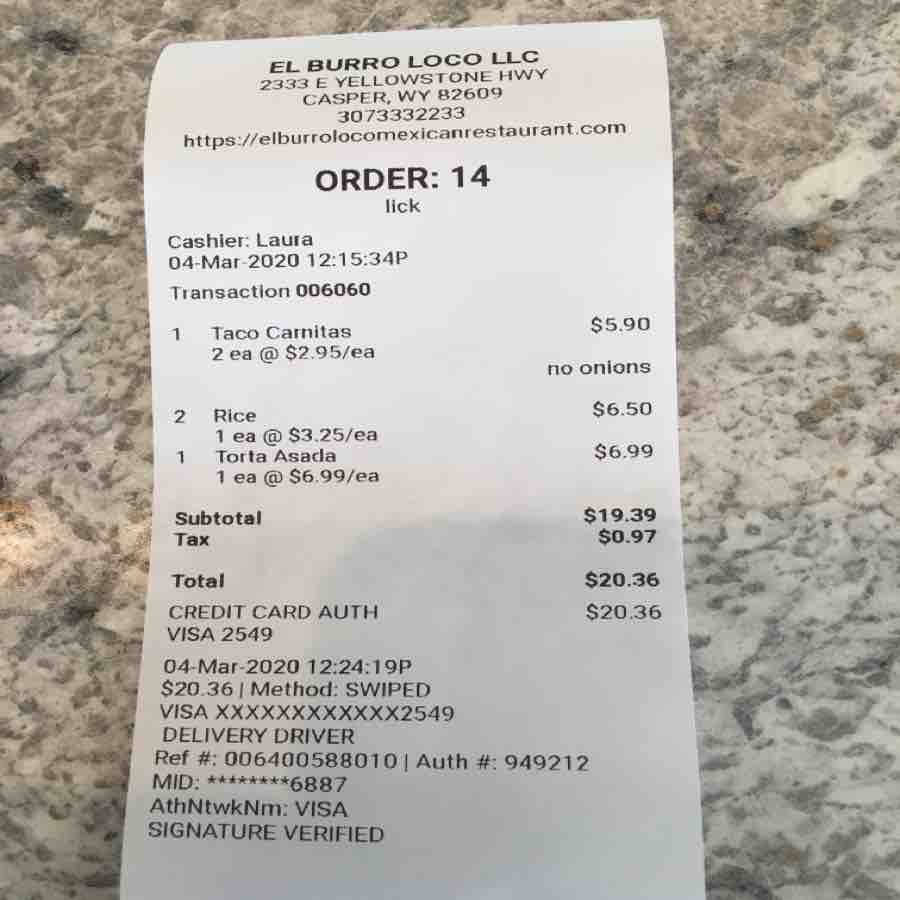 EL BURRO LOCO LLC
2333 E YELLOWSTONE HWY
CASPER, WY 82609
3073332233
https://elburrolocomexicanrestaurant.com
ORDER: 14
lick
Cashier: Laura
04-Mar-2020 12:15:34P
Transaction 006060
1 Taco Carnitas $5.90
2 ea @ $2.95/ea
no onions
2 Rice $6.50
1 ea @ $3.25/ea
1 Torta Asada $6.99
1 ea @ $6.99/ea
Subtotal $19.39
Tax $0.97
Total $20.36
CREDIT CARD AUTH $20.36
VISA 2549
04-Mar-2020 12:24:19P
$20.36 | Method: SWIPED
VISA XXXXXXXXXXXX2549
DELIVERY DRIVER
Ref #: 006400588010 | Auth #: 949212
MID: ********6887
AthNtwkNm: VISA
SIGNATURE VERIFIED